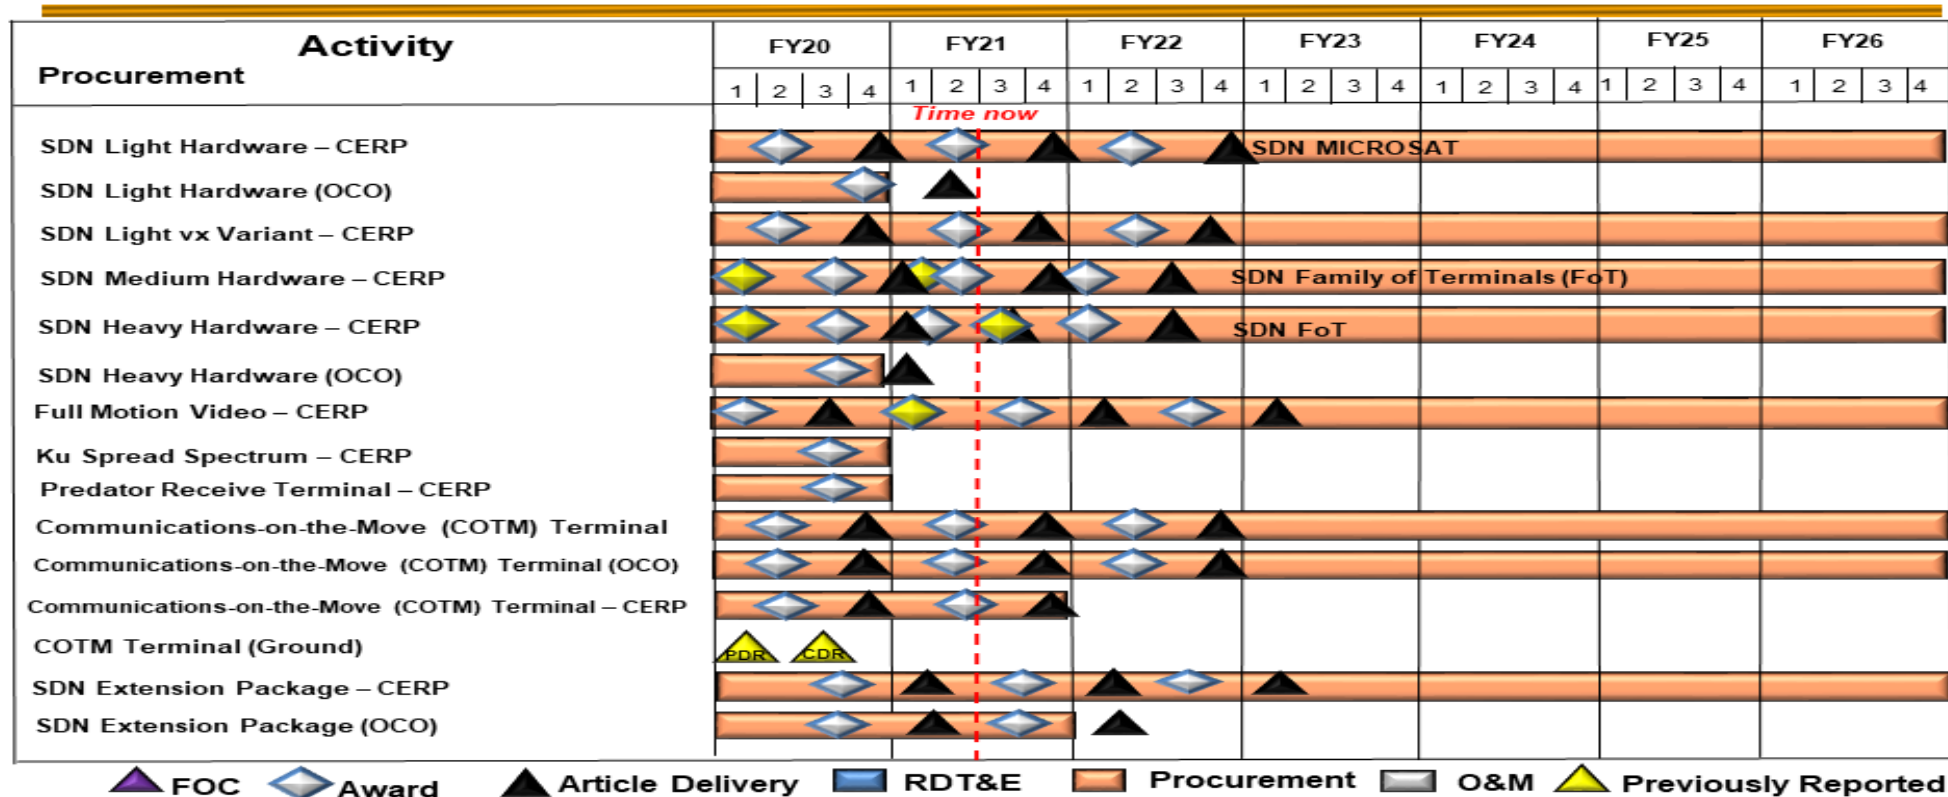 Activity
Procurement
FY20 FY21 FY22 FY23 FY24 FY25 FY26
1 2 3 4 1 2 3 4 1 2 3 4 1 2 3 4 1 2 3 4 1 2 3 4 1 2 3 4
Time now
SDN Light Hardware – CERP
SDN MICROSAT
SDN Light Hardware (OCO)
SDN Light vx Variant – CERP
SDN Medium Hardware – CERP
SDN Family of Terminals (FoT)
SDN Heavy Hardware – CERP
SDN FoT
SDN Heavy Hardware (OCO)
Full Motion Video – CERP
Ku Spread Spectrum – CERP
Predator Receive Terminal – CERP
Communications-on-the-Move (COTM) Terminal
Communications-on-the-Move (COTM) Terminal (OCO)
Communications-on-the-Move (COTM) Terminal – CERP
COTM Terminal (Ground)
PDR CDR
SDN Extension Package – CERP
SDN Extension Package (OCO)
FOC Award Article Delivery RDT&E Procurement O&M Previously Reported